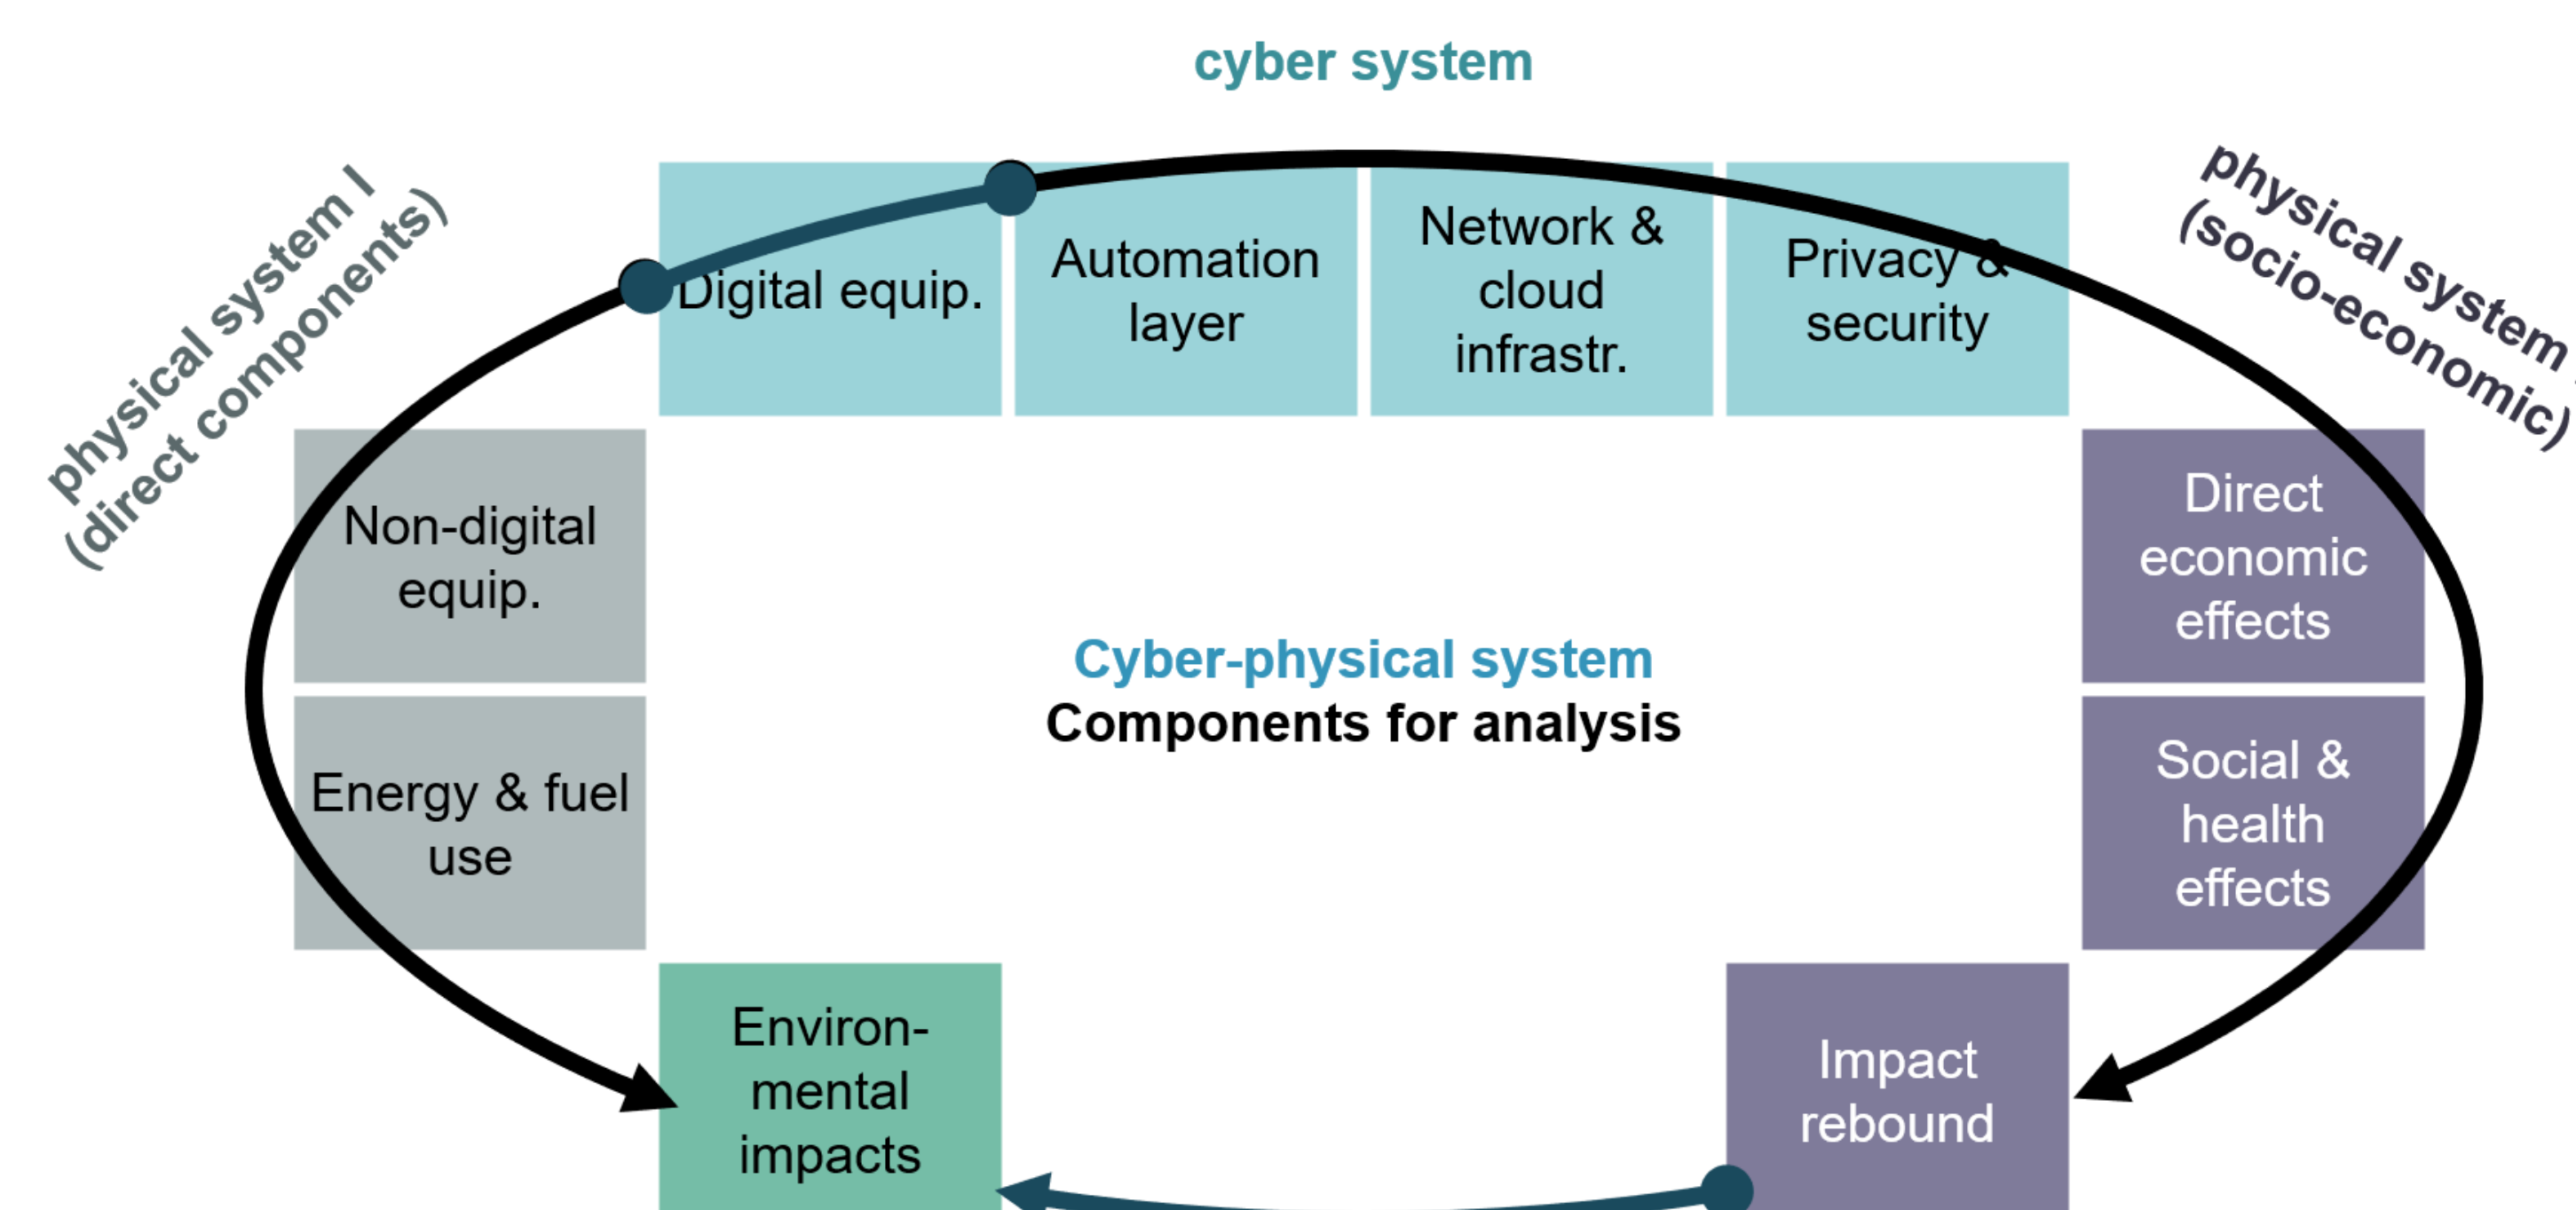 cyber system
physical system I
(direct components)
physical system
(socio-economic)
Digital equip.
Automation
layer
Network &
cloud
infrastr.
Privacy &
security
Non-digital
equip.
Direct
economic
effects
Cyber-physical system
Components for analysis
Energy & fuel
use
Social &
health
effects
Environ-
mental
impacts
Impact
rebound